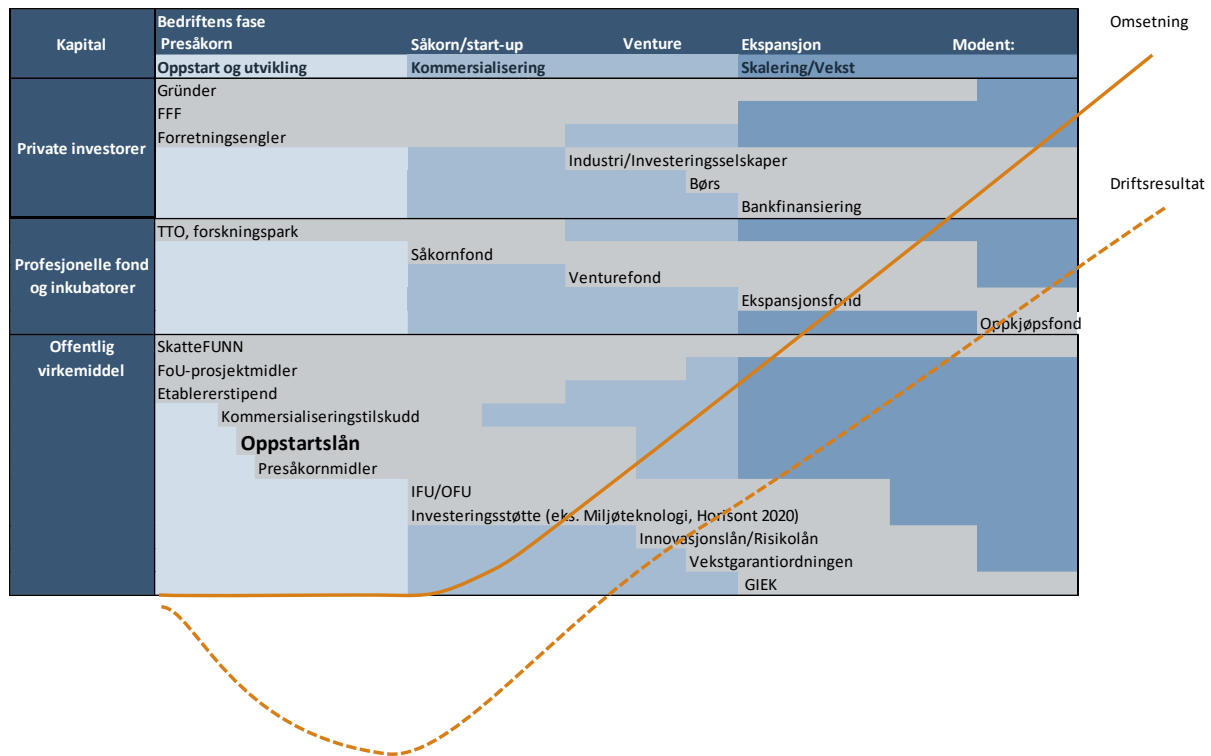 Kapital
Bedriftens fase
Presåkorn Såkorn/start-up Venture Ekspansjon Modent:
Oppstart og utvikling Kommersialisering Skalering/Vekst
Omsetning
Private investorer
Gründer
FFF
Forretningsengler
Industri/Investeringsselskaper
Børs
Bankfinansiering
Driftsresultat
Profesjonelle fond
og inkubatorer
TTO, forskningspark
Såkornfond
Venturefond
Ekspansjonsfond
Oppkjøpsfond
Offentlig
virkemiddel
SkatteFUNN
FoU-prosjektmidler
Etablererstipend
Kommersialiseringstilskudd
Oppstartslån
Presåkornmidler
IFU/OFU
Investeringsstøtte (eks. Miljøteknologi, Horisont 2020)
Innovasjonslån/Risikolån
Vekstgarantiordningen
GIEK